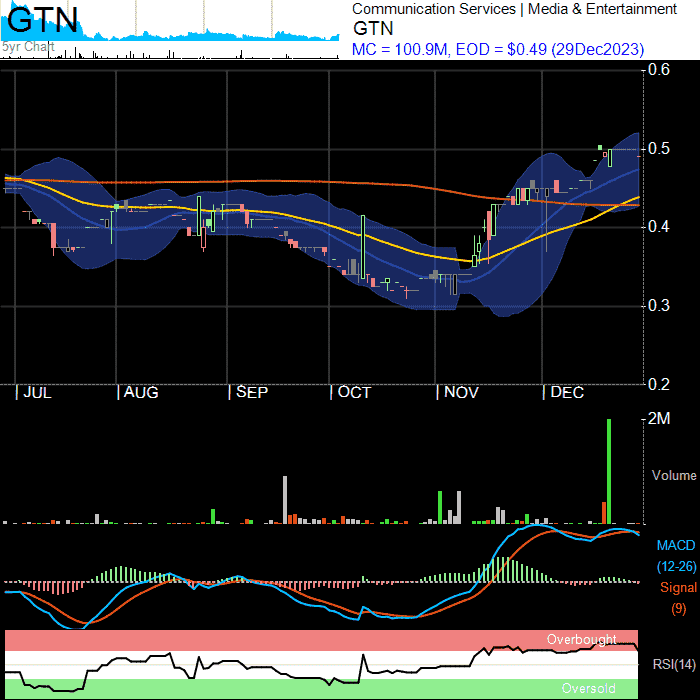 GTN
5yr Chart
Communication Services | Media & Entertainment
GTN
MC = 100.9M, EOD = $0.49 (29Dec2023)
0.6
0.5
0.4
0.3
0.2
| JUL | AUG | SEP | OCT | NOV | DEC
2M
Volume
MACD
(12-26)
Signal
(9)
Overbought
RSI(14)
Oversold